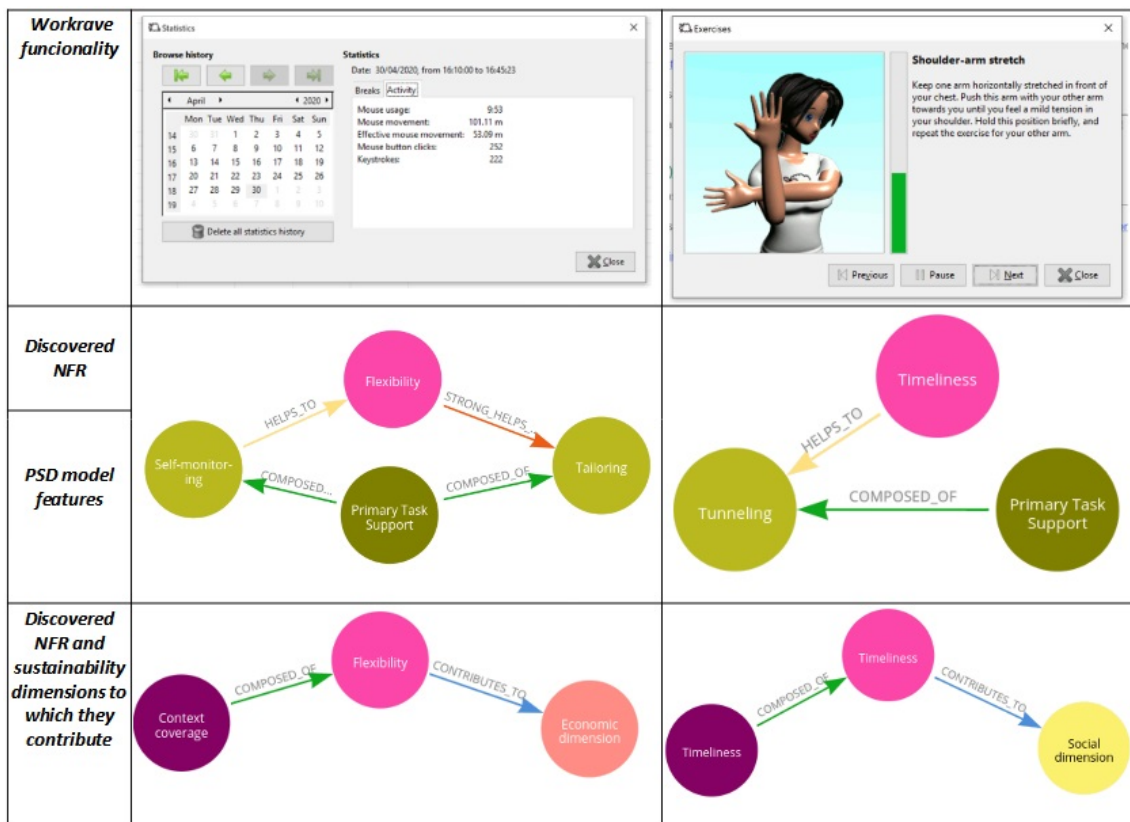 Workrave
funcionality
Statistics
Browse history
April 2020
Mon Tue Wed Thu Fri Sat Sun
14 30 31 1 2 3 4 5
15 6 7 8 9 10 11 12
16 13 14 15 16 17 18 19
17 20 21 22 23 24 25 26
18 27 28 29 30 1 2 3
19 4 5 6 7 8 9 10
Delete all statistics history
Statistics
Date: 30/04/2020, from 16:10:00 to 16:45:23
Breaks Activity
Mouse usage: 9:53
Mouse movement: 101.11 m
Effective mouse movement: 53.09 m
Mouse button clicks: 252
Keystrokes: 222
Close
Exercises
Shoulder-arm stretch
Keep one arm horizontally stretched in front of
your chest. Push this arm with your other arm
towards you until you feel a mild tension in
your shoulder. Hold this position briefly, and
repeat the exercise for your other arm.
Previous Pause Next Close
Discovered
NFR
PSD model
features
Flexibility
HELPS_TO
STRONG_HELPS...
Self-monitor-
ing
Tailoring
COMPOSED...
COMPOSED_OF
Primary Task
Support
Timeliness
HELPS_TO
COMPOSED_OF
Tunneling
Primary Task
Support
Discovered
NFR and
sustainability
dimensions to
which they
contribute
Flexibility
COMPOSED_OF
CONTRIBUTES_TO
Context
coverage
Economic
dimension
Timeliness
COMPOSED_OF
CONTRIBUTES_TO
Timeliness
Social
dimension